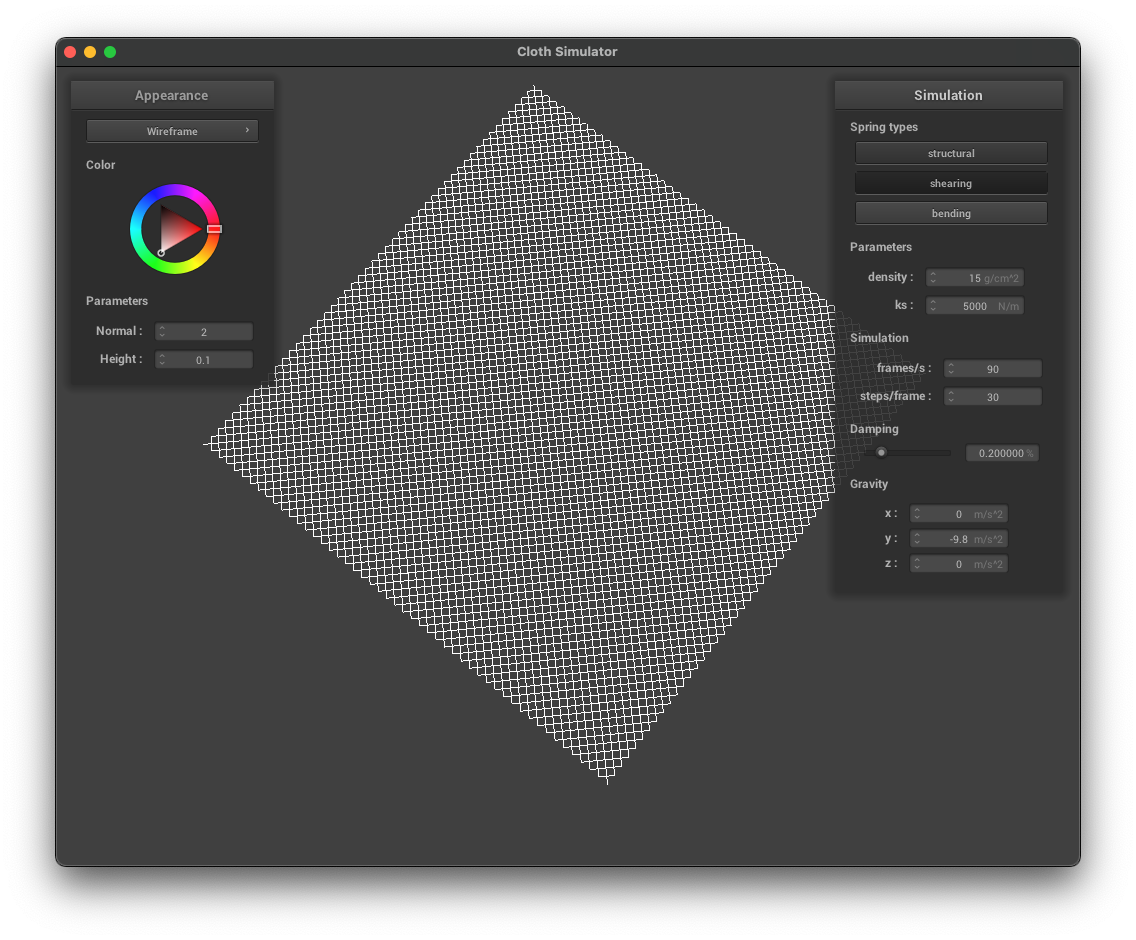 Cloth Simulator
Appearance
Wireframe ›
Color
Parameters
Normal : 2
Height : 0.1
Simulation
Spring types
structural
shearing
bending
Parameters
density : 15 g/cm^2
ks : 5000 N/m
Simulation
frames/s : 90
steps/frame : 30
Damping
0.200000 %
Gravity
x : 0 m/s^2
y : -9.8 m/s^2
z : 0 m/s^2